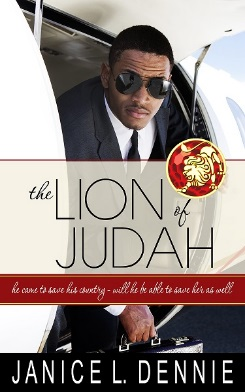 the LION of
JUDAH
he came to save his country - will he be able to save her as well
JANICE L. DENNIE